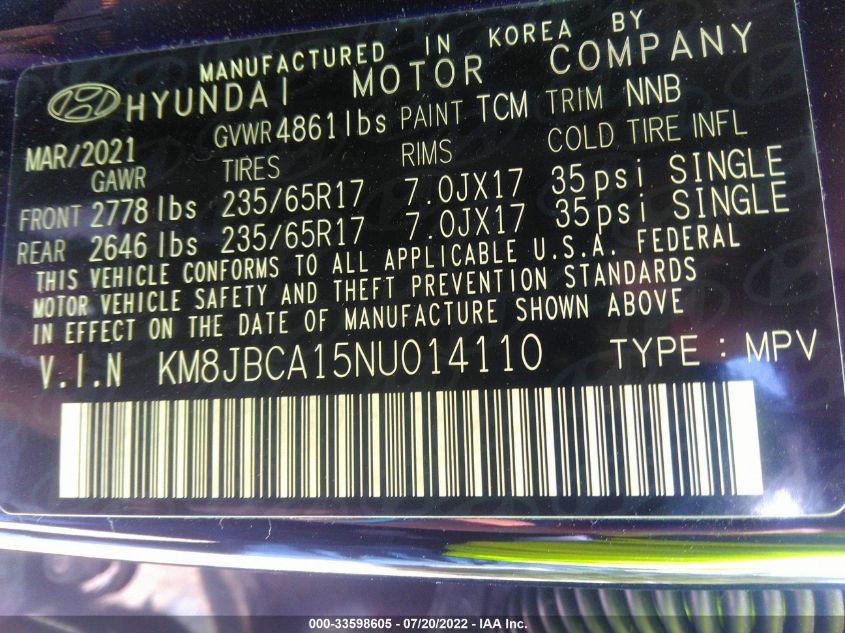 MANUFACTURED IN KOREA BY
HYUNDAI MOTOR COMPANY
MAR/2021 GVWR 4861lbs PAINT TCM TRIM NNB
GAWR TIRES RIMS COLD TIRE INFL
FRONT 2778 lbs 235/65R17 7.0JX17 35psi SINGLE
REAR 2646 lbs 235/65R17 7.0JX17 35psi SINGLE
THIS VEHICLE CONFORMS TO ALL APPLICABLE U.S.A. FEDERAL
MOTOR VEHICLE SAFETY AND THEFT PREVENTION STANDARDS
IN EFFECT ON THE DATE OF MANUFACTURE SHOWN ABOVE
V.I.N KM8JBCA15NU014110 TYPE : MPV
000-33598605 / 07/20/2022 - IAA Inc.